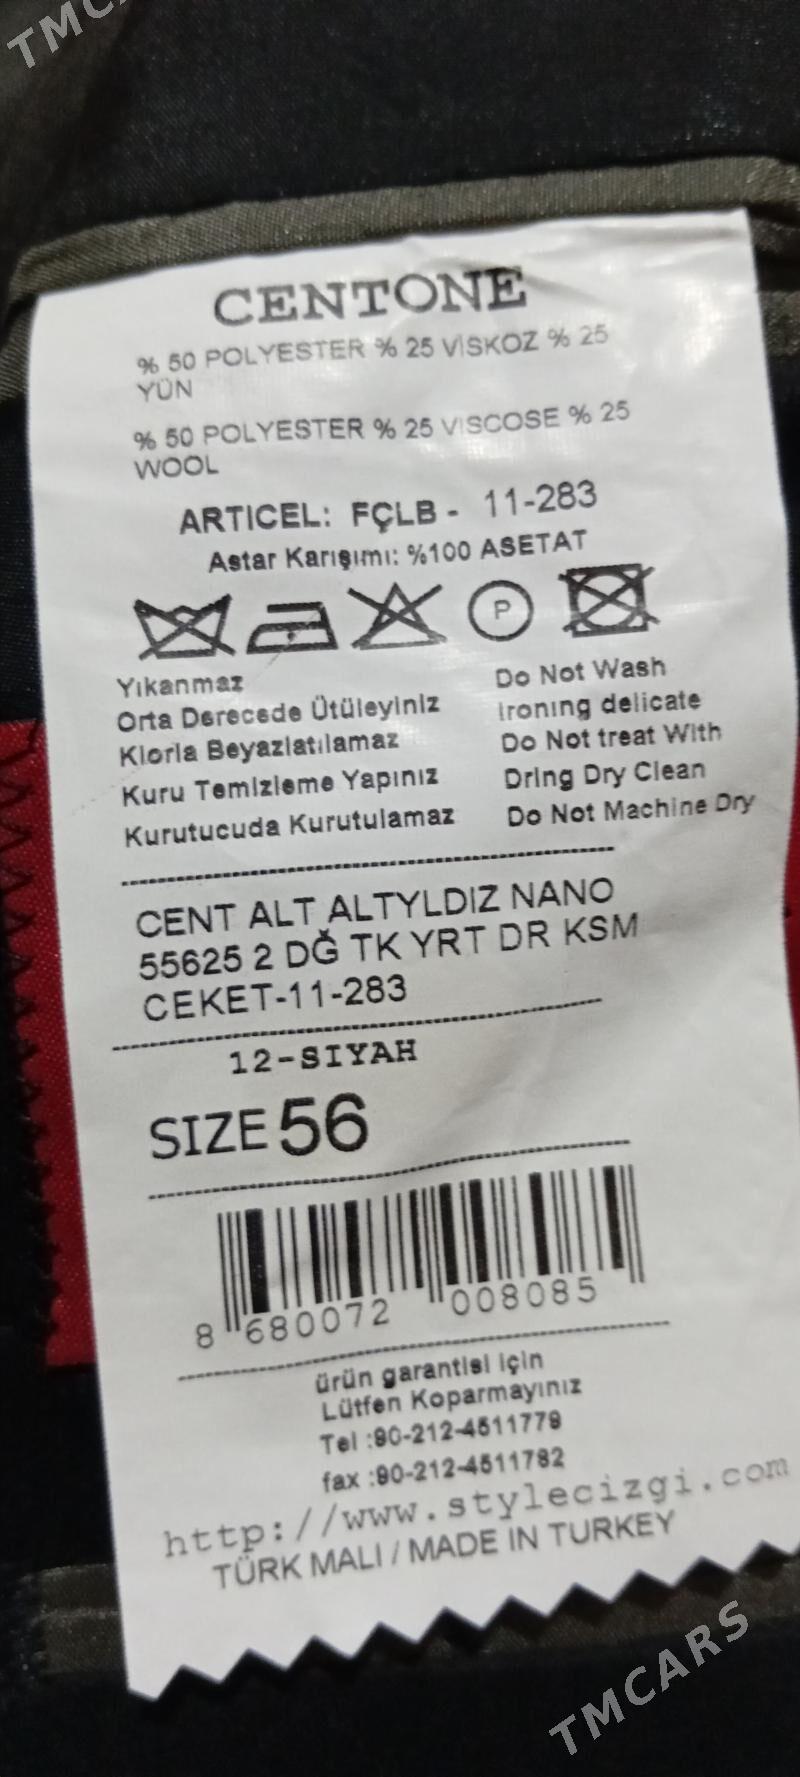 TMCA
CENTONE
% 50 POLYESTER % 25 VİSKOZ % 25
YÜN
% 50 POLYESTER % 25 VISCOSE % 25
WOOL
ARTICEL: FÇLB - 11-283
Astar Karışımı: %100 ASETAT
P
Yıkanmaz Do Not Wash
Orta Derecede Ütüleyiniz Ironing delicate
Klorla Beyazlatılamaz Do Not treat With
Kuru Temizleme Yapınız Dring Dry Clean
Kurutucuda Kurutulamaz Do Not Machine Dry
CENT ALT ALTYLDIZ NANO
55625 2 DĞ TK YRT DR KSM
CEKET-11-283
12-SIYAH
SIZE 56
8 680072 008085
ürün garantisi için
Lütfen Koparmayınız
Tel :90-212-4511779
fax :90-212-4511782
http://www.stylecizgi.com
TÜRK MALI / MADE IN TURKEY
TMCARS